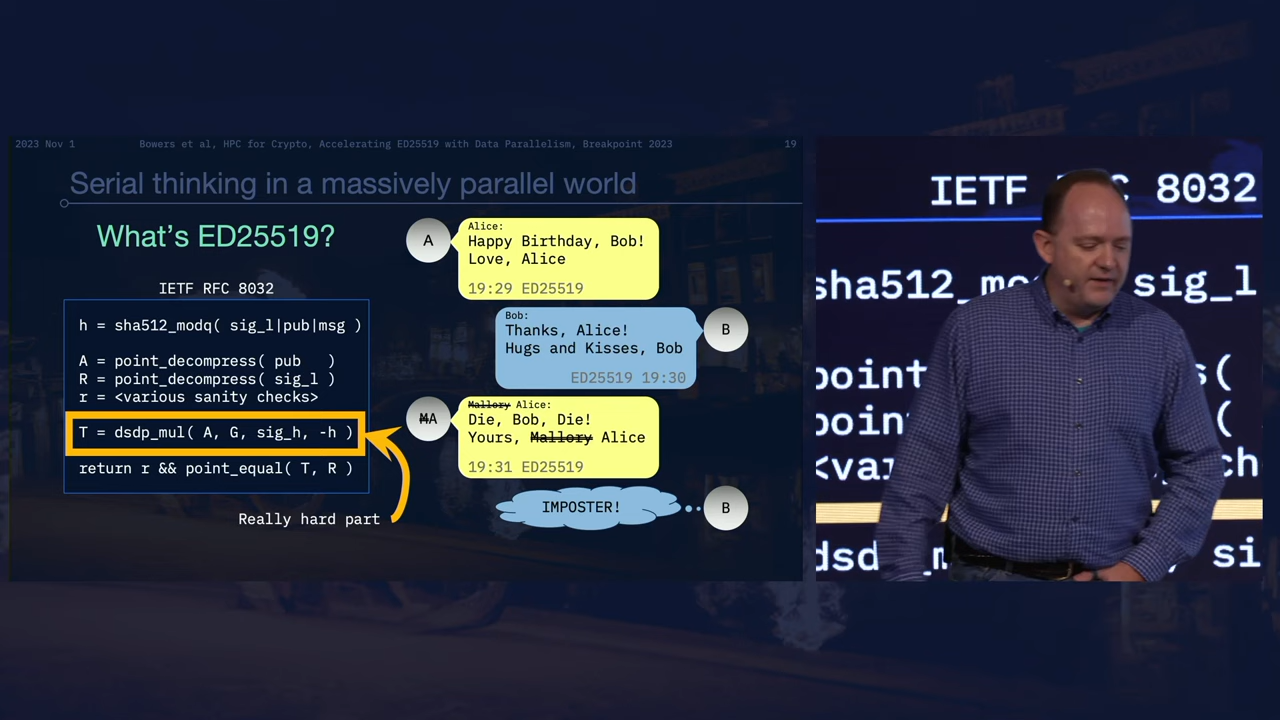 2023 Nov 1
Bowers et al, HPC for Crypto, Accelerating ED25519 with Data Parallelism, Breakpoint 2023
19
Serial thinking in a massively parallel world
What's ED25519?
IETF RFC 8032
h = sha512_modq( sig_l|pub|msg )
A = point_decompress( pub )
R = point_decompress( sig_l )
r = <various sanity checks>
T = dsdp_mul( A, G, sig_h, -h )
return r && point_equal( T, R )
Really hard part
A
Alice:
Happy Birthday, Bob!
Love, Alice
19:29 ED25519
Bob:
Thanks, Alice!
Hugs and Kisses, Bob
ED25519 19:30
B
MA
Mallory Alice:
Die, Bob, Die!
Yours, Mallory Alice
19:31 ED25519
IMPOSTER!
B
IETF RFC 8032
sha512_mo sig_l
point s(
point (
<var ch
dsdp_m si